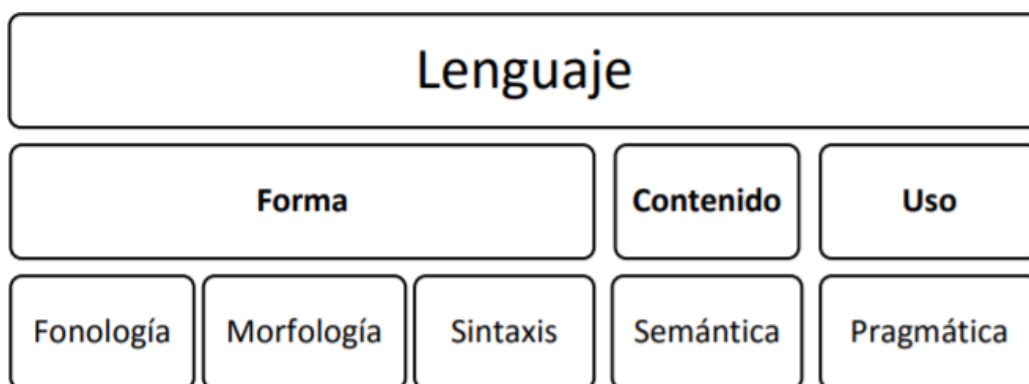 Lenguaje
Forma Contenido Uso
Fonología Morfología Sintaxis Semántica Pragmática